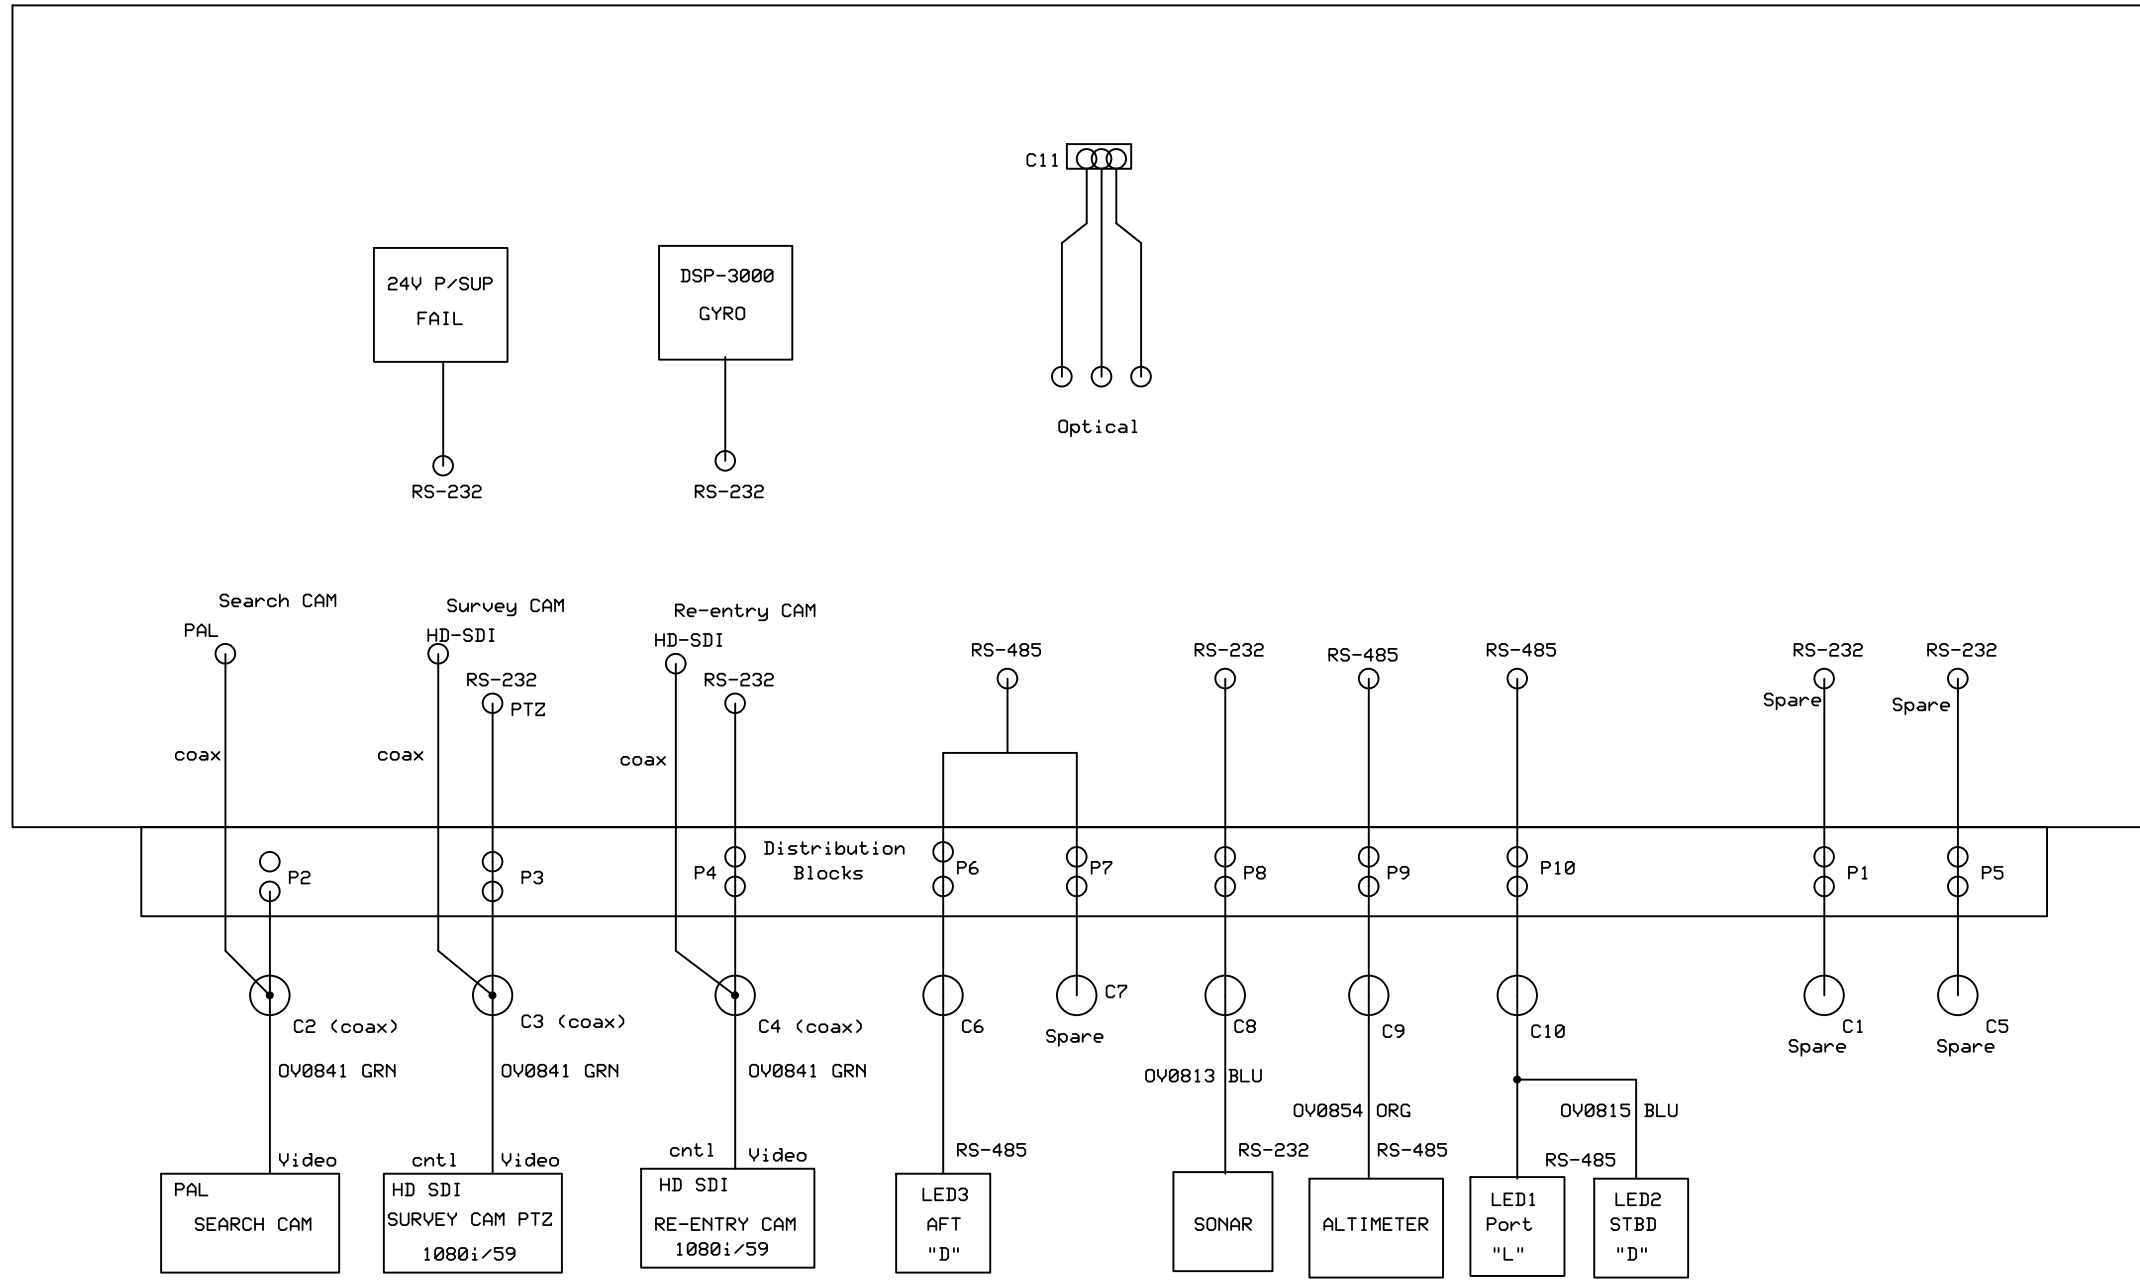 C11
24V P/SUP
FAIL
DSP-3000
GYRO
Optical
RS-232
RS-232
Search CAM
PAL
Survey CAM
HD-SDI
RS-232
PTZ
Re-entry CAM
HD-SDI
RS-232
RS-485
RS-232
RS-485
RS-485
RS-232
Spare
RS-232
Spare
coax
coax
coax
Distribution
Blocks
P2
P3
P4
P6
P7
P8
P9
P10
P1
P5
C2 (coax)
C3 (coax)
C4 (coax)
C6
C7
Spare
C8
C9
C10
C1
Spare
C5
Spare
OV0841 GRN
OV0841 GRN
OV0841 GRN
OV0813 BLU
OV0854 ORG
OV0815 BLU
Video
cntl
Video
cntl
Video
RS-485
RS-232
RS-485
RS-485
PAL
SEARCH CAM
HD SDI
SURVEY CAM PTZ
1080i/59
HD SDI
RE-ENTRY CAM
1080i/59
LED3
AFT
"D"
SONAR
ALTIMETER
LED1
Port
"L"
LED2
STBD
"D"